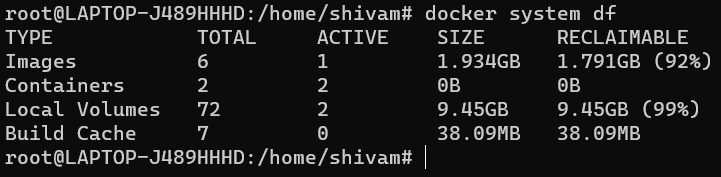 root@LAPTOP-J489HHHD:/home/shivam# docker system df
TYPE TOTAL ACTIVE SIZE RECLAIMABLE
Images 6 1 1.934GB 1.791GB (92%)
Containers 2 2 0B 0B
Local Volumes 72 2 9.45GB 9.45GB (99%)
Build Cache 7 0 38.09MB 38.09MB
root@LAPTOP-J489HHHD:/home/shivam#